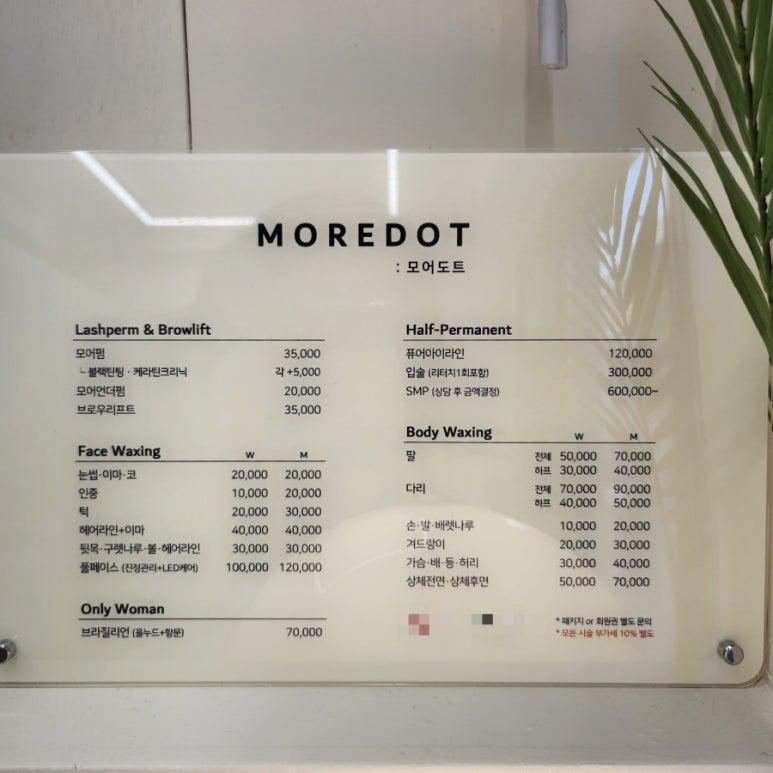 MOREDOT
: 모어도트
Lashperm & Browlift
모어펌 35,000
└ 블랙틴팅 · 케라틴크리닉 각 +5,000
모어언더펌 20,000
브로우리프트 35,000
Face Waxing W M
눈썹·이마·코 20,000 20,000
인중 10,000 20,000
턱 20,000 30,000
헤어라인+이마 40,000 40,000
뒷목·구렛나루·볼·헤어라인 30,000 30,000
풀페이스 (진정관리+LED케어) 100,000 120,000
Only Woman
브라질리언 (올누드+항문) 70,000
Half-Permanent
퓨어아이라인 120,000
입술 (리터치1회포함) 300,000
SMP (상담 후 금액결정) 600,000~
Body Waxing W M
팔 전체 50,000 70,000
하프 30,000 40,000
다리 전체 70,000 90,000
하프 40,000 50,000
손·발·배렛나루 10,000 20,000
겨드랑이 20,000 30,000
가슴·배·등·허리 30,000 40,000
상체전면·상체후면 50,000 70,000
* 패키지 or 회원권 별도 문의
* 모든 시술 부가세 10% 별도